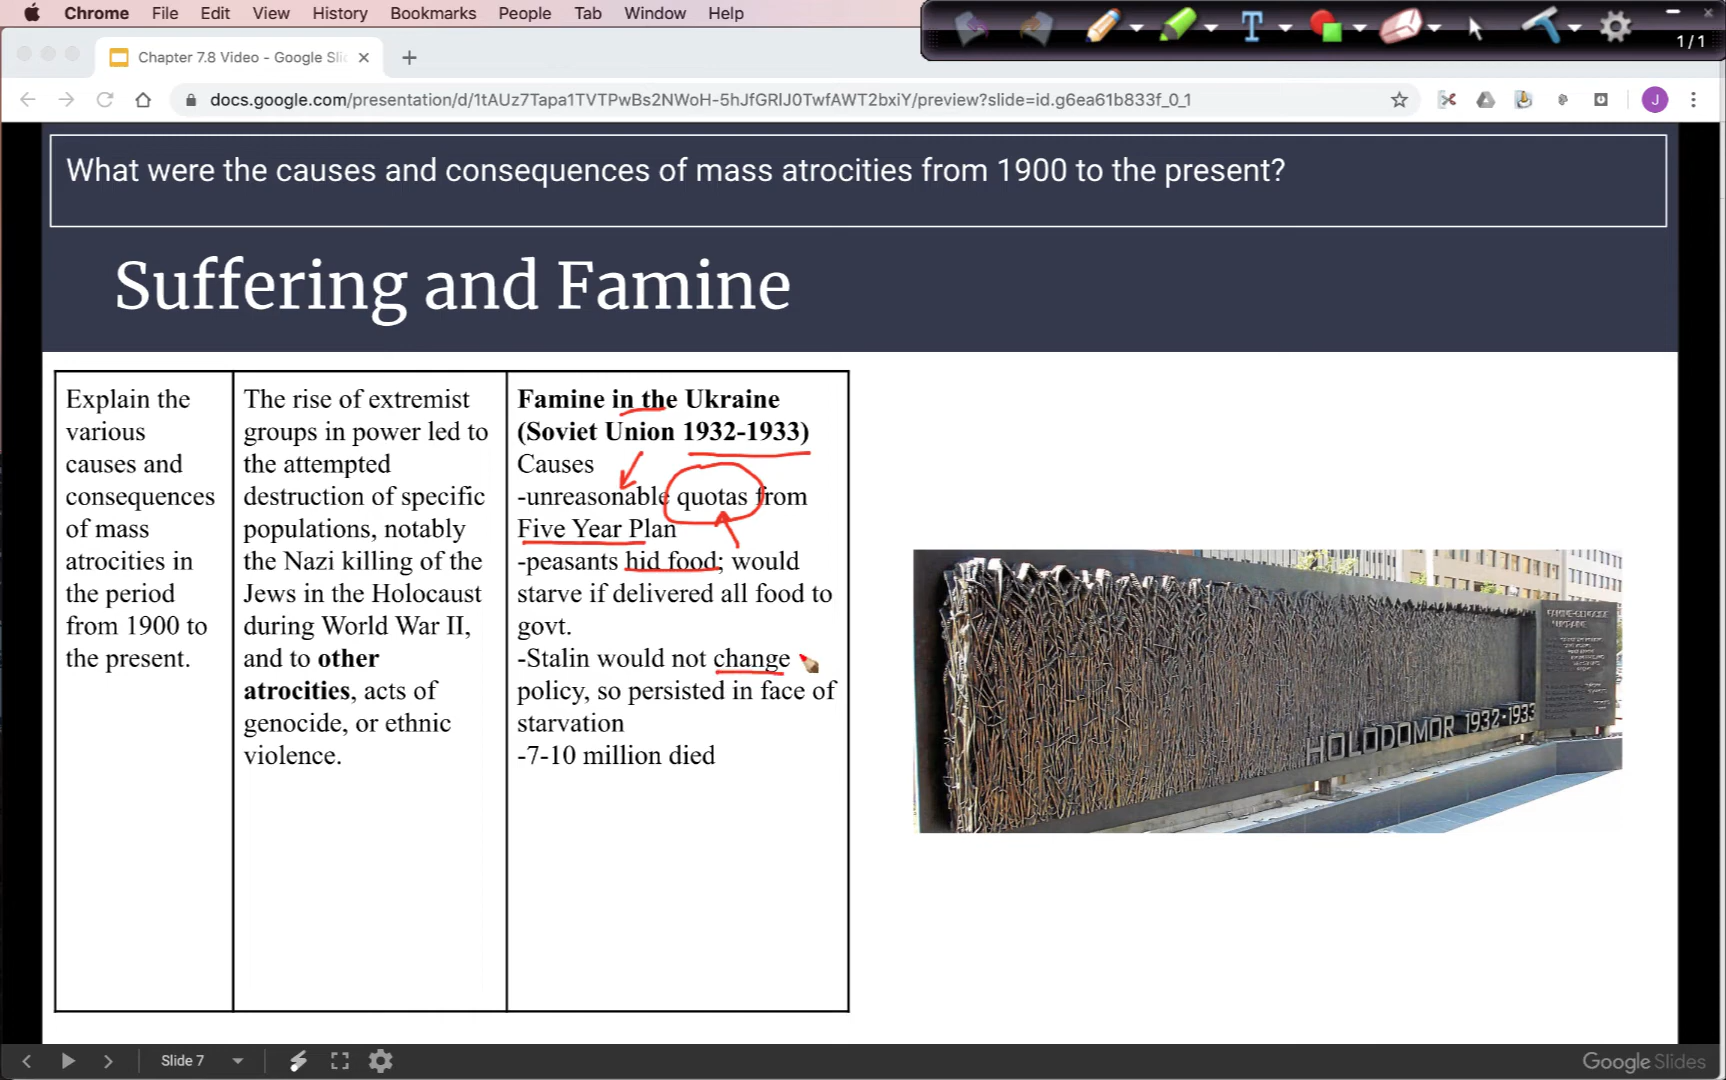 Chrome File Edit View History Bookmarks People Tab Window Help
1/1
Chapter 7.8 Video - Google Slid
docs.google.com/presentation/d/1tAUz7Tapa1TVTPwBs2NWoH-5hJfGRlJ0TwfAWT2bxiY/preview?slide=id.g6ea61b833f_0_1
J
What were the causes and consequences of mass atrocities from 1900 to the present?
Suffering and Famine
Explain the
various
causes and
consequences
of mass
atrocities in
the period
from 1900 to
the present.
The rise of extremist
groups in power led to
the attempted
destruction of specific
populations, notably
the Nazi killing of the
Jews in the Holocaust
during World War II,
and to other
atrocities, acts of
genocide, or ethnic
violence.
Famine in the Ukraine
(Soviet Union 1932-1933)
Causes
-unreasonable quotas from
Five Year Plan
-peasants hid food; would
starve if delivered all food to
govt.
-Stalin would not change
policy, so persisted in face of
starvation
-7-10 million died
FAMINE-GENOCIDE
UKRAINE
HOLODOMOR 1932-1933
Slide 7
Google Slides